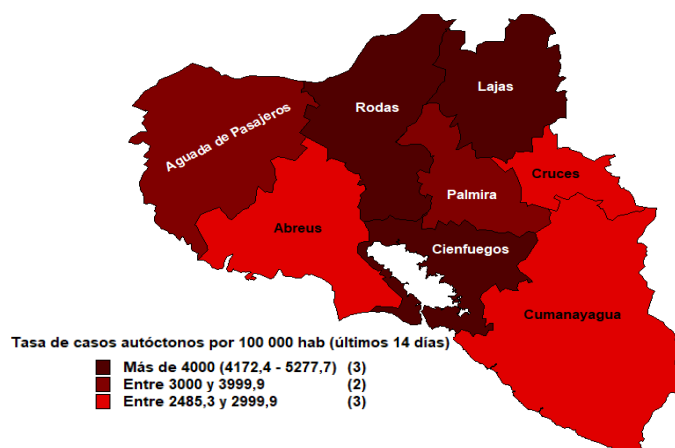 Lajas
Rodas
Aguada de Pasajeros
Cruces
Palmira
Abreus
Cienfuegos
Cumanayagua
Tasa de casos autóctonos por 100 000 hab (últimos 14 días)
Más de 4000 (4172,4 - 5277,7) (3)
Entre 3000 y 3999,9 (2)
Entre 2485,3 y 2999,9 (3)